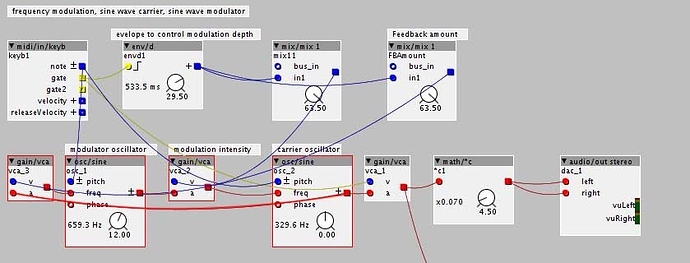 frequency modulation, sine wave carrier, sine wave modulator
evelope to control modulation depth
Feedback amount
midi/in/keyb
keyb1
note
gate
gate2
velocity
releaseVelocity
env/d
envd1
533.5 ms
29.50
mix/mix 1
mix11
bus_in
in1
63.50
mix/mix 1
FBAmount
bus_in
in1
63.50
modulator oscillator
modulation intensity
carrier oscillator
gain/vca
vca_3
v
a
osc/sine
osc_1
pitch
freq
phase
659.3 Hz
12.00
gain/vca
vca_2
v
a
osc/sine
osc_2
pitch
freq
phase
329.6 Hz
0.00
gain/vca
vca_1
v
a
math/*c
*c1
x0.070
4.50
audio/out stereo
dac_1
left
right
vuLeft
vuRight